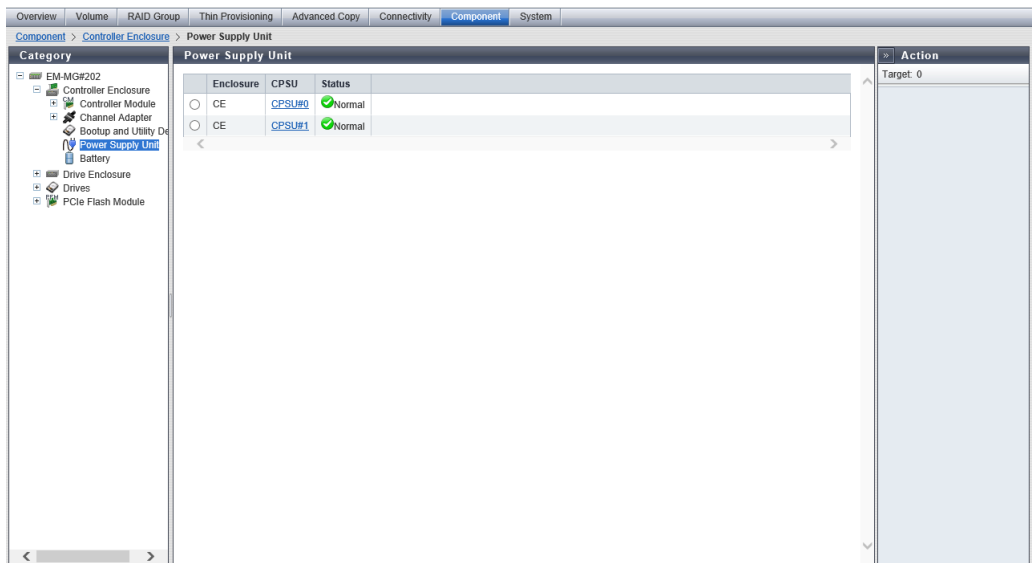 Overview Volume RAID Group Thin Provisioning Advanced Copy Connectivity Component System
Component > Controller Enclosure > Power Supply Unit
Category
EM-MG#202
Controller Enclosure
Controller Module
Channel Adapter
Bootup and Utility De
Power Supply Unit
Battery
Drive Enclosure
Drives
PCIe Flash Module
Power Supply Unit
Enclosure CPSU Status
CE CPSU#0 Normal
CE CPSU#1 Normal
» Action
Target: 0